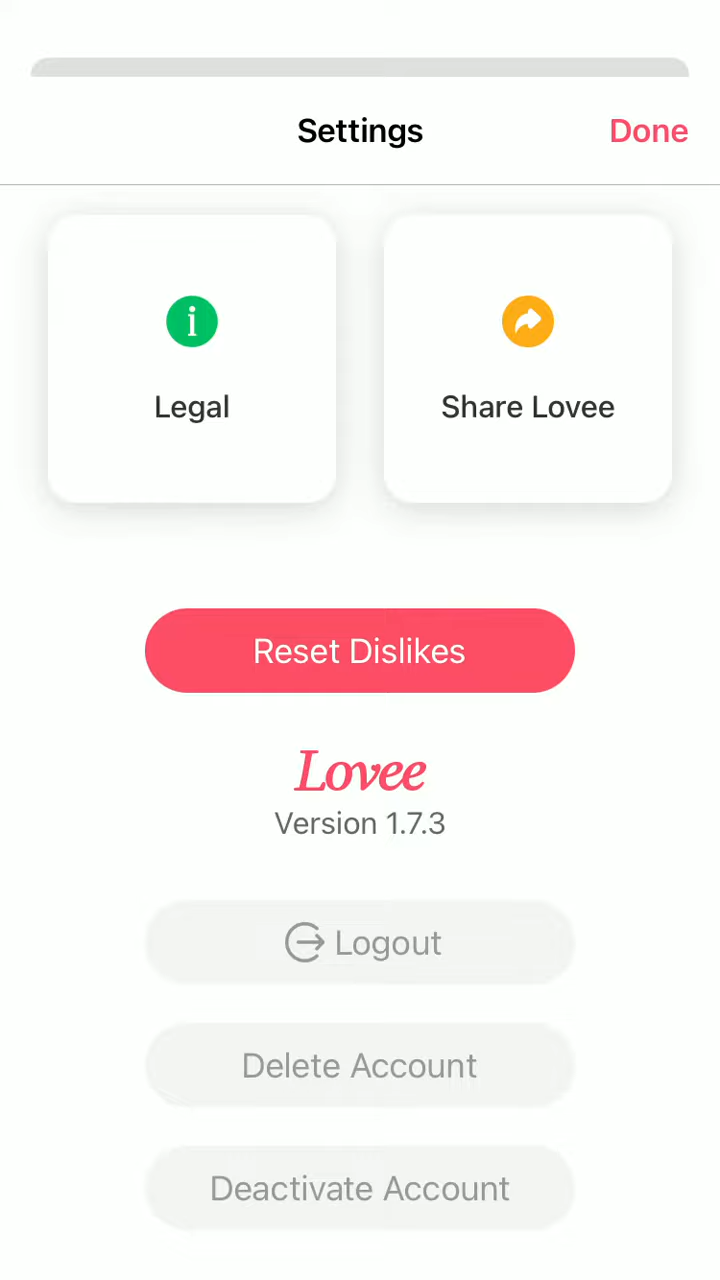 Settings
Done
Legal
Share Lovee
Reset Dislikes
Lovee
Version 1.7.3
Logout
Delete Account
Deactivate Account